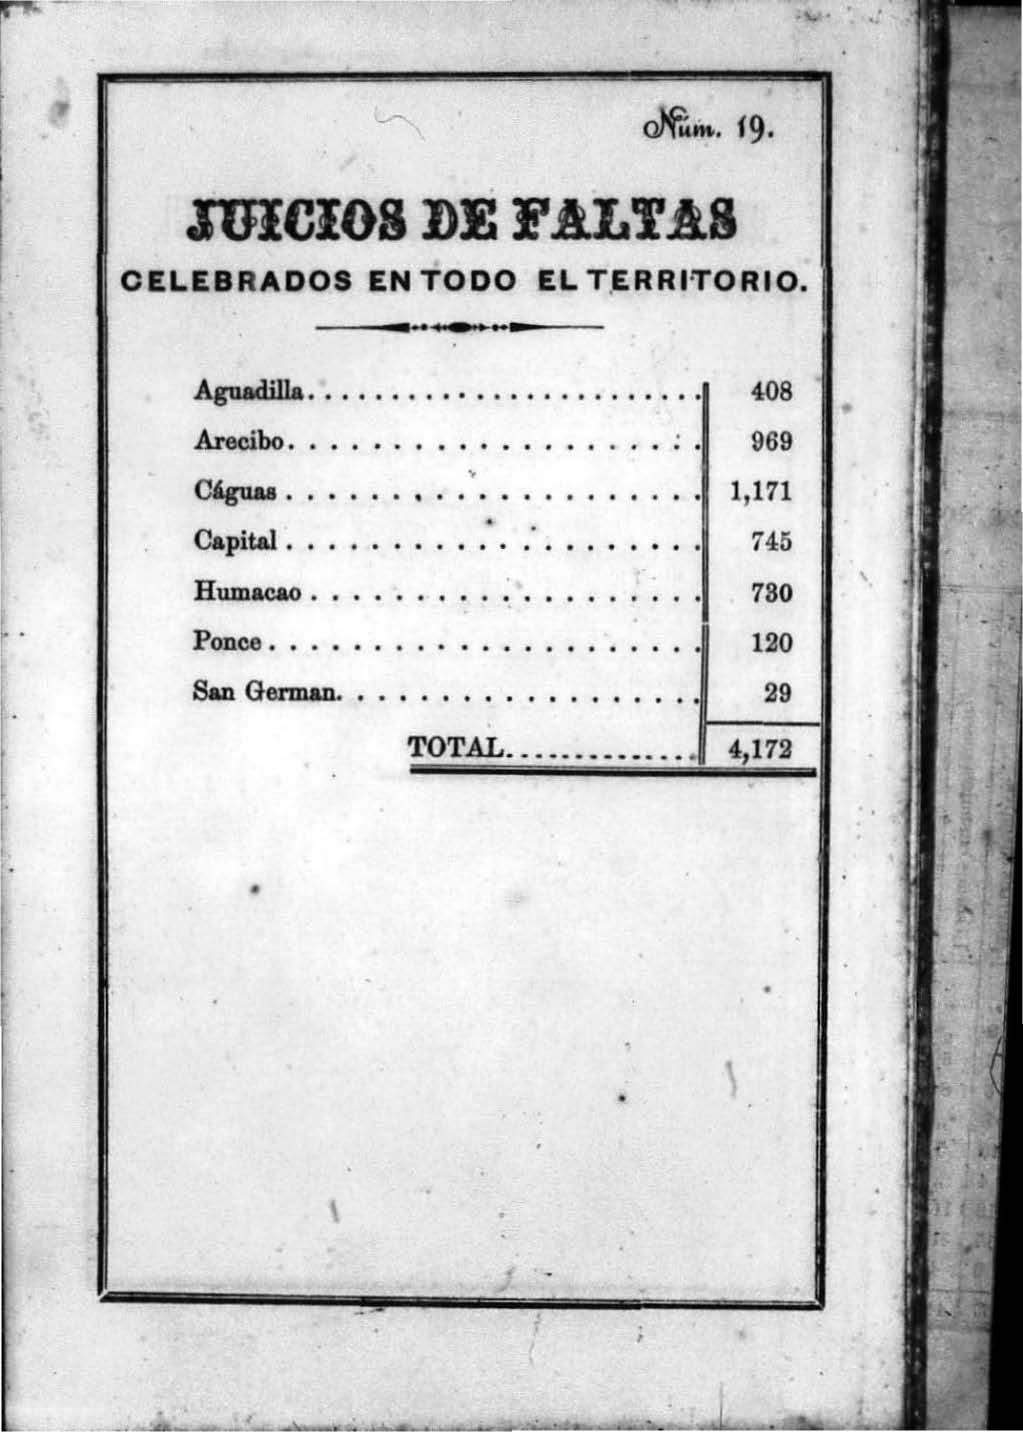 Núm. 19.
JUICIOS DE FALTAS
CELEBRADOS EN TODO EL TERRITORIO.
Aguadilla. . . . . . . . . . . . . . . . . . . 408
Arecibo. . . . . . . . . . . . . . . . . . . . 969
Cáguas . . . . . . . . . . . . . . . . . . . . 1,171
Capital . . . . . . . . . . . . . . . . . . . . 745
Humacao . . . . . . . . . . . . . . . . . . . 730
Ponce. . . . . . . . . . . . . . . . . . . . . 120
San German. . . . . . . . . . . . . . . . . . 29
TOTAL. . . . . . . . . . . . . . . 4,172